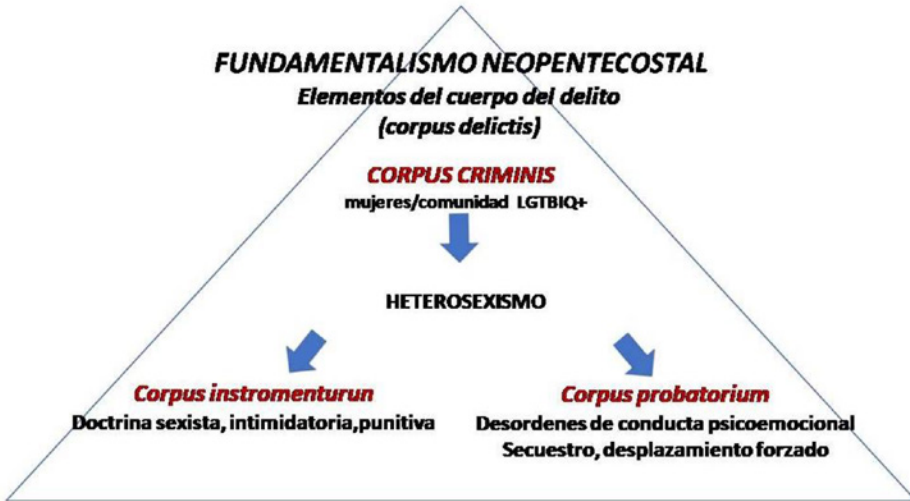 FUNDAMENTALISMO NEOPENTECOSTAL
Elementos del cuerpo del delito
(corpus delictis)
CORPUS CRIMINIS
mujeres/comunidad LGTBIQ+
HETEROSEXISMO
Corpus instromenturun
Doctrina sexista, intimidatoria,punitiva
Corpus probatorium
Desordenes de conducta psicoemocional
Secuestro, desplazamiento forzado